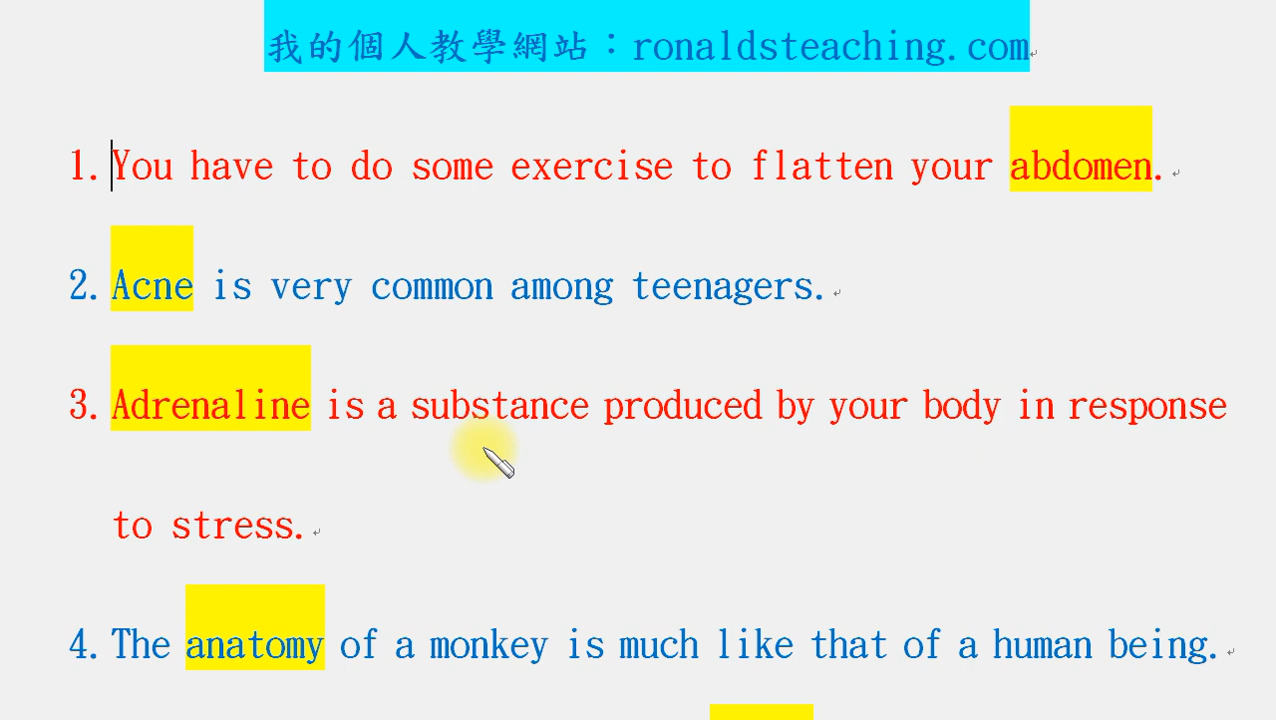 我的個人教學網站：ronaldsteaching.com
1. You have to do some exercise to flatten your abdomen.
2. Acne is very common among teenagers.
3. Adrenaline is a substance produced by your body in response
to stress.
4. The anatomy of a monkey is much like that of a human being.